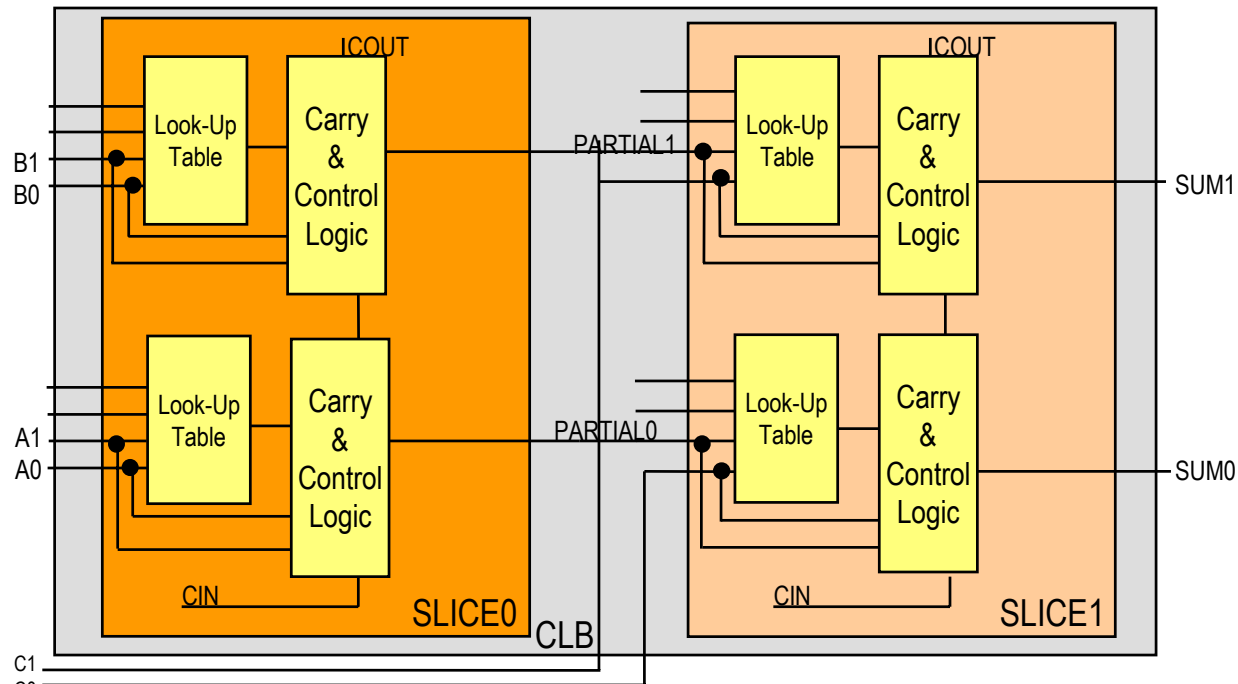 COUT
COUT
Look-Up
Table
Carry
&
Control
Logic
PARTIAL1
Look-Up
Table
Carry
&
Control
Logic
B1
B0
SUM1
Look-Up
Table
Carry
&
Control
Logic
PARTIAL0
Look-Up
Table
Carry
&
Control
Logic
A1
A0
SUM0
CIN
SLICE0
CLB
CIN
SLICE1
C1